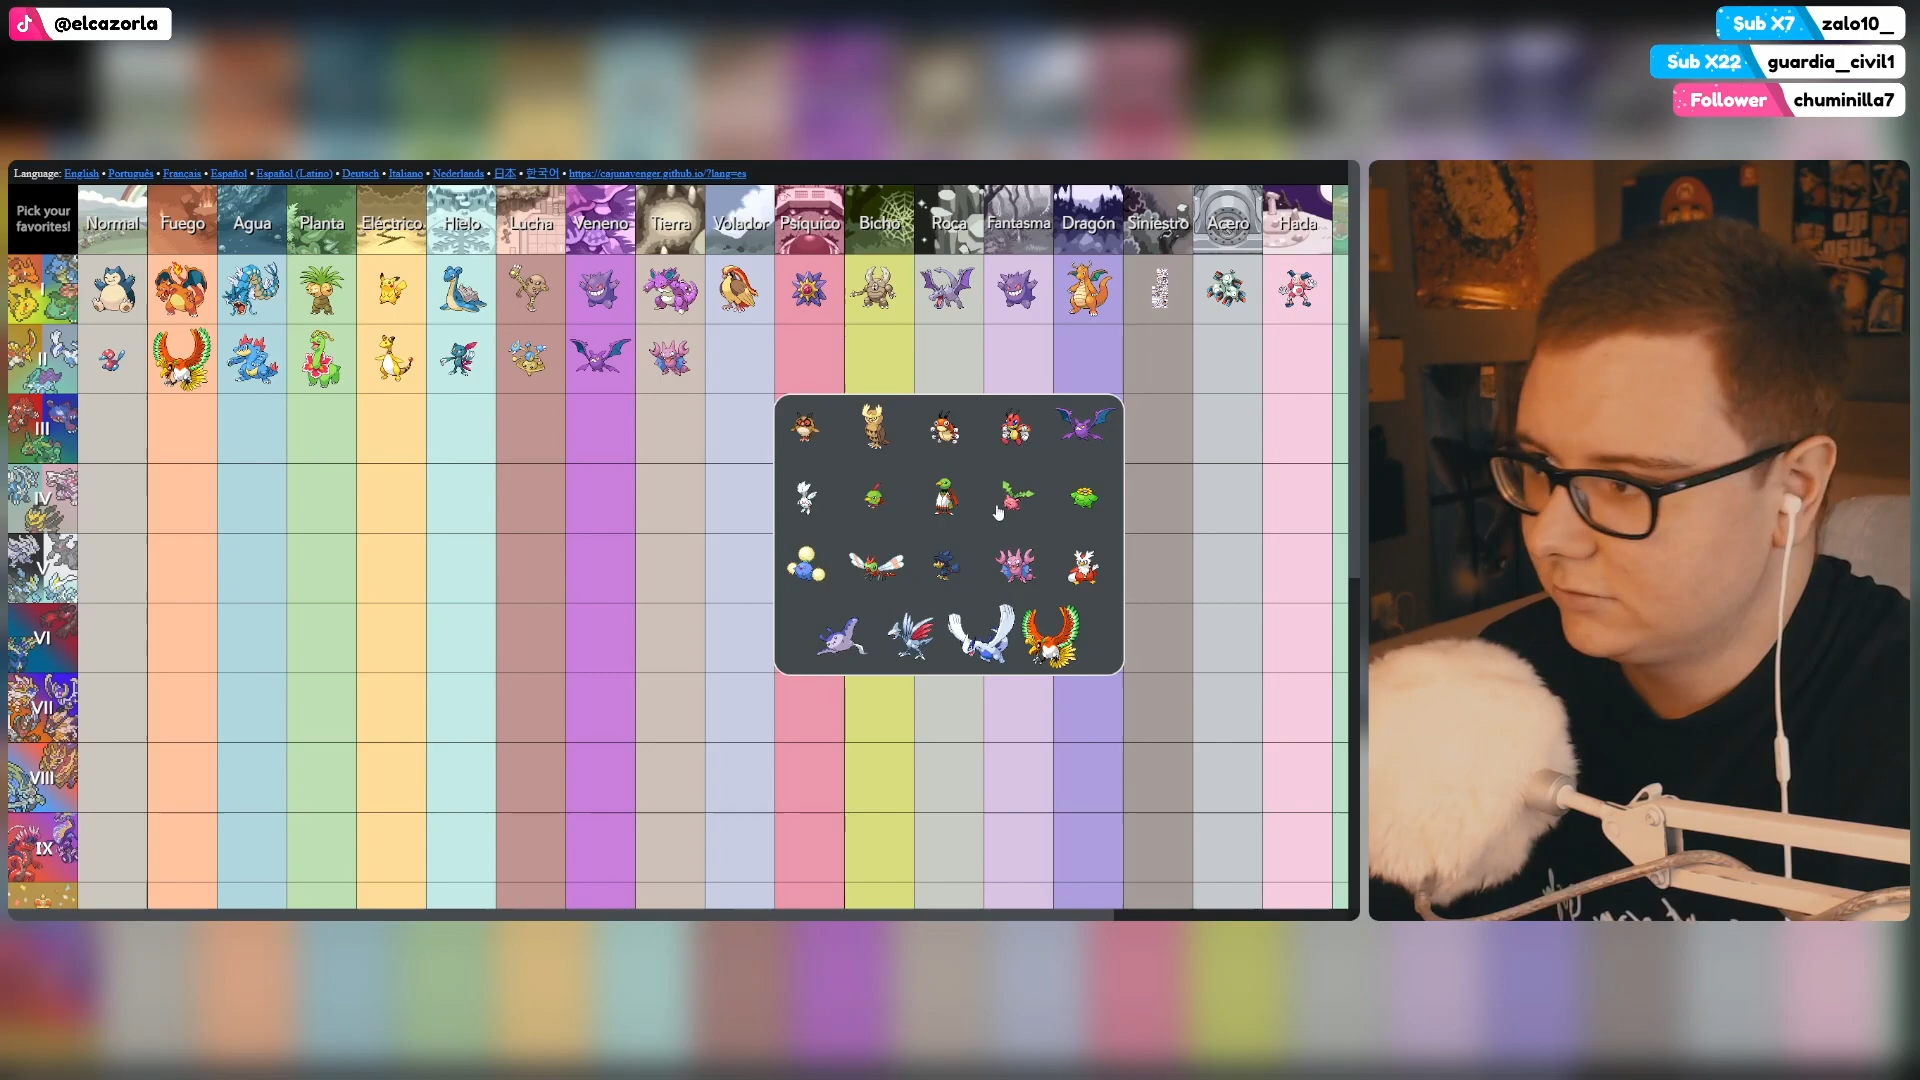 @elcazorla
Sub X7 zalo10_
Sub X22 guardia_civil1
Follower chuminilla7
Language: English • Português • Français • Español • Español (Latino) • Deutsch • Italiano • Nederlands • 日本 • 한국어 • https://cajunavenger.github.io/?lang=es
Pick your favorites!
Normal Fuego Agua Planta Eléctrico Hielo Lucha Veneno Tierra Volador Psíquico Bicho Roca Fantasma Dragón Siniestro Acero Hada
II
III
IV
V
VI
VII
VIII
IX